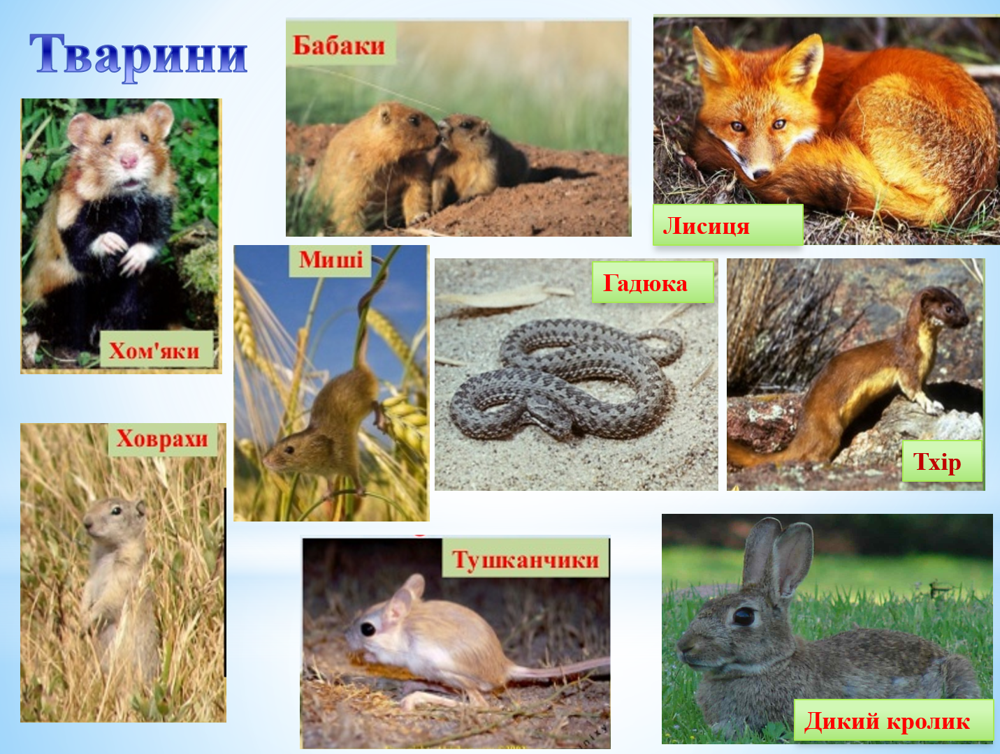 Тварини
Бабаки
Лисиця
Хом'яки
Миші
Гадюка
Тхір
Ховрахи
Тушканчики
Дикий кролик